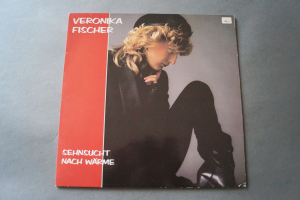 VERONIKA
FISCHER
SEHNSUCHT
NACH WÄRME